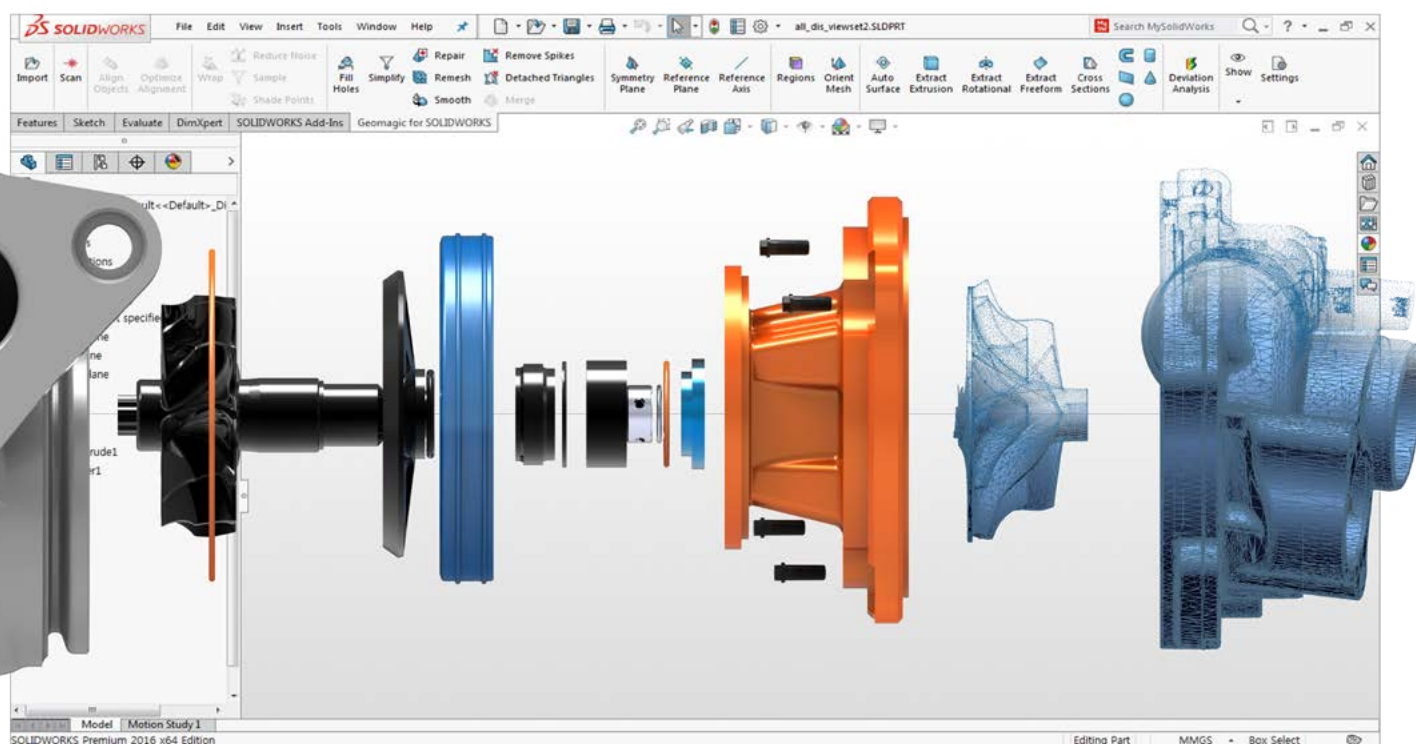 SOLIDWORKS File Edit View Insert Tools Window Help all_dis_viewset2.SLDPRT Search MySolidWorks ?
Import Scan Align Objects Optimize Alignment Wrap Reduce Noise Fill Holes Simplify Repair Remove Spikes Symmetry Plane Reference Plane Reference Axis Regions Orient Mesh Auto Surface Extract Extrusion Extract Rotational Extract Freeform Cross Sections Deviation Analysis Show Settings
Sample Remesh Detached Triangles
Shade Points Smooth Merge
Features Sketch Evaluate DimXpert SOLIDWORKS Add-Ins Geomagic for SOLIDWORKS
ult<<Default>_Di
s
tions
t specifie
ne
ne
lane
rude1
er1
Model Motion Study 1
SOLIDWORKS Premium 2016 x64 Edition Editing Part MMGS Box Select